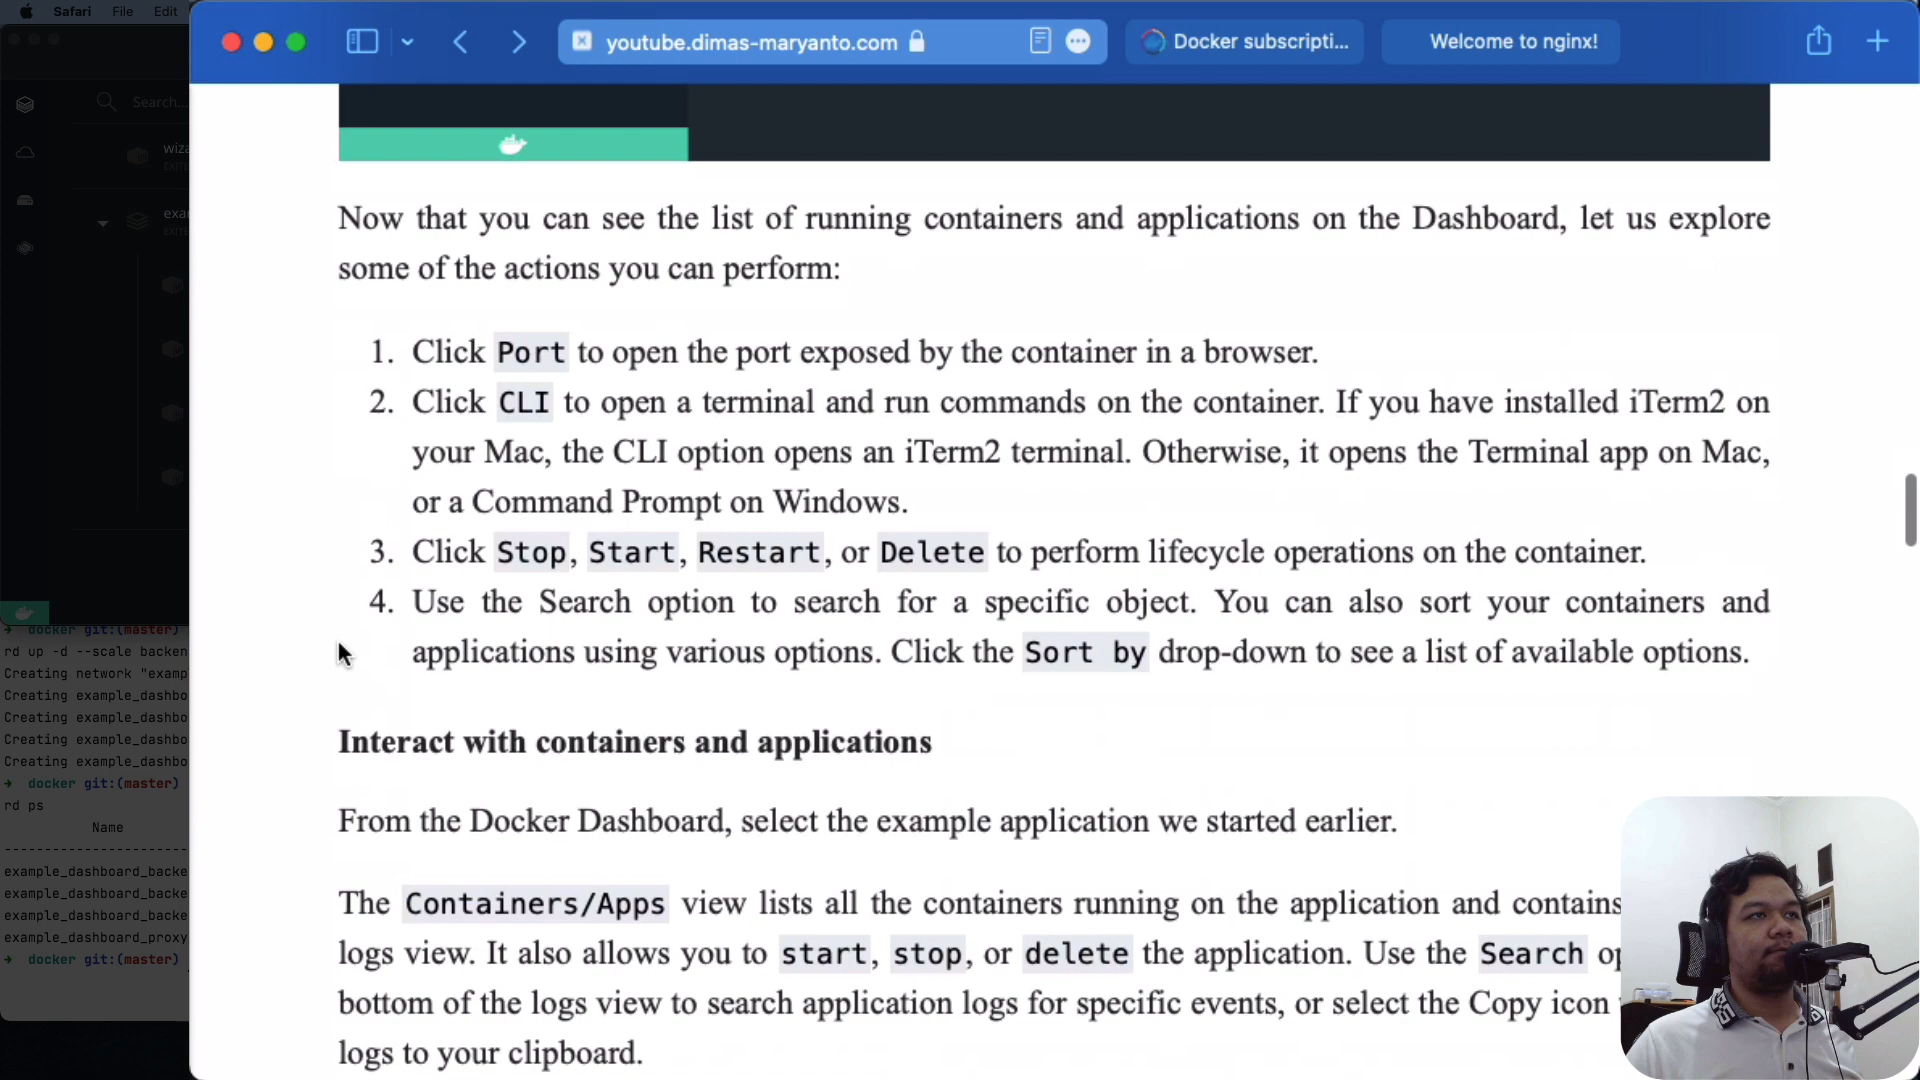 Safari File Edit
youtube.dimas-maryanto.com
Docker subscripti...
Welcome to nginx!
Search...
Now that you can see the list of running containers and applications on the Dashboard, let us explore
some of the actions you can perform:
1. Click Port to open the port exposed by the container in a browser.
2. Click CLI to open a terminal and run commands on the container. If you have installed iTerm2 on
your Mac, the CLI option opens an iTerm2 terminal. Otherwise, it opens the Terminal app on Mac,
or a Command Prompt on Windows.
3. Click Stop, Start, Restart, or Delete to perform lifecycle operations on the container.
4. Use the Search option to search for a specific object. You can also sort your containers and
applications using various options. Click the Sort by drop-down to see a list of available options.
Interact with containers and applications
From the Docker Dashboard, select the example application we started earlier.
The Containers/Apps view lists all the containers running on the application and contains
logs view. It also allows you to start, stop, or delete the application. Use the Search op
bottom of the logs view to search application logs for specific events, or select the Copy icon
logs to your clipboard.
wiza
exa
docker git:(master)
rd up -d --scale backen
Creating network "examp
Creating example_dashbo
Creating example_dashbo
Creating example_dashbo
Creating example_dashbo
docker git:(master)
rd ps
Name
-----------------------
example_dashboard_backe
example_dashboard_backe
example_dashboard_backe
example_dashboard_proxy
docker git:(master)